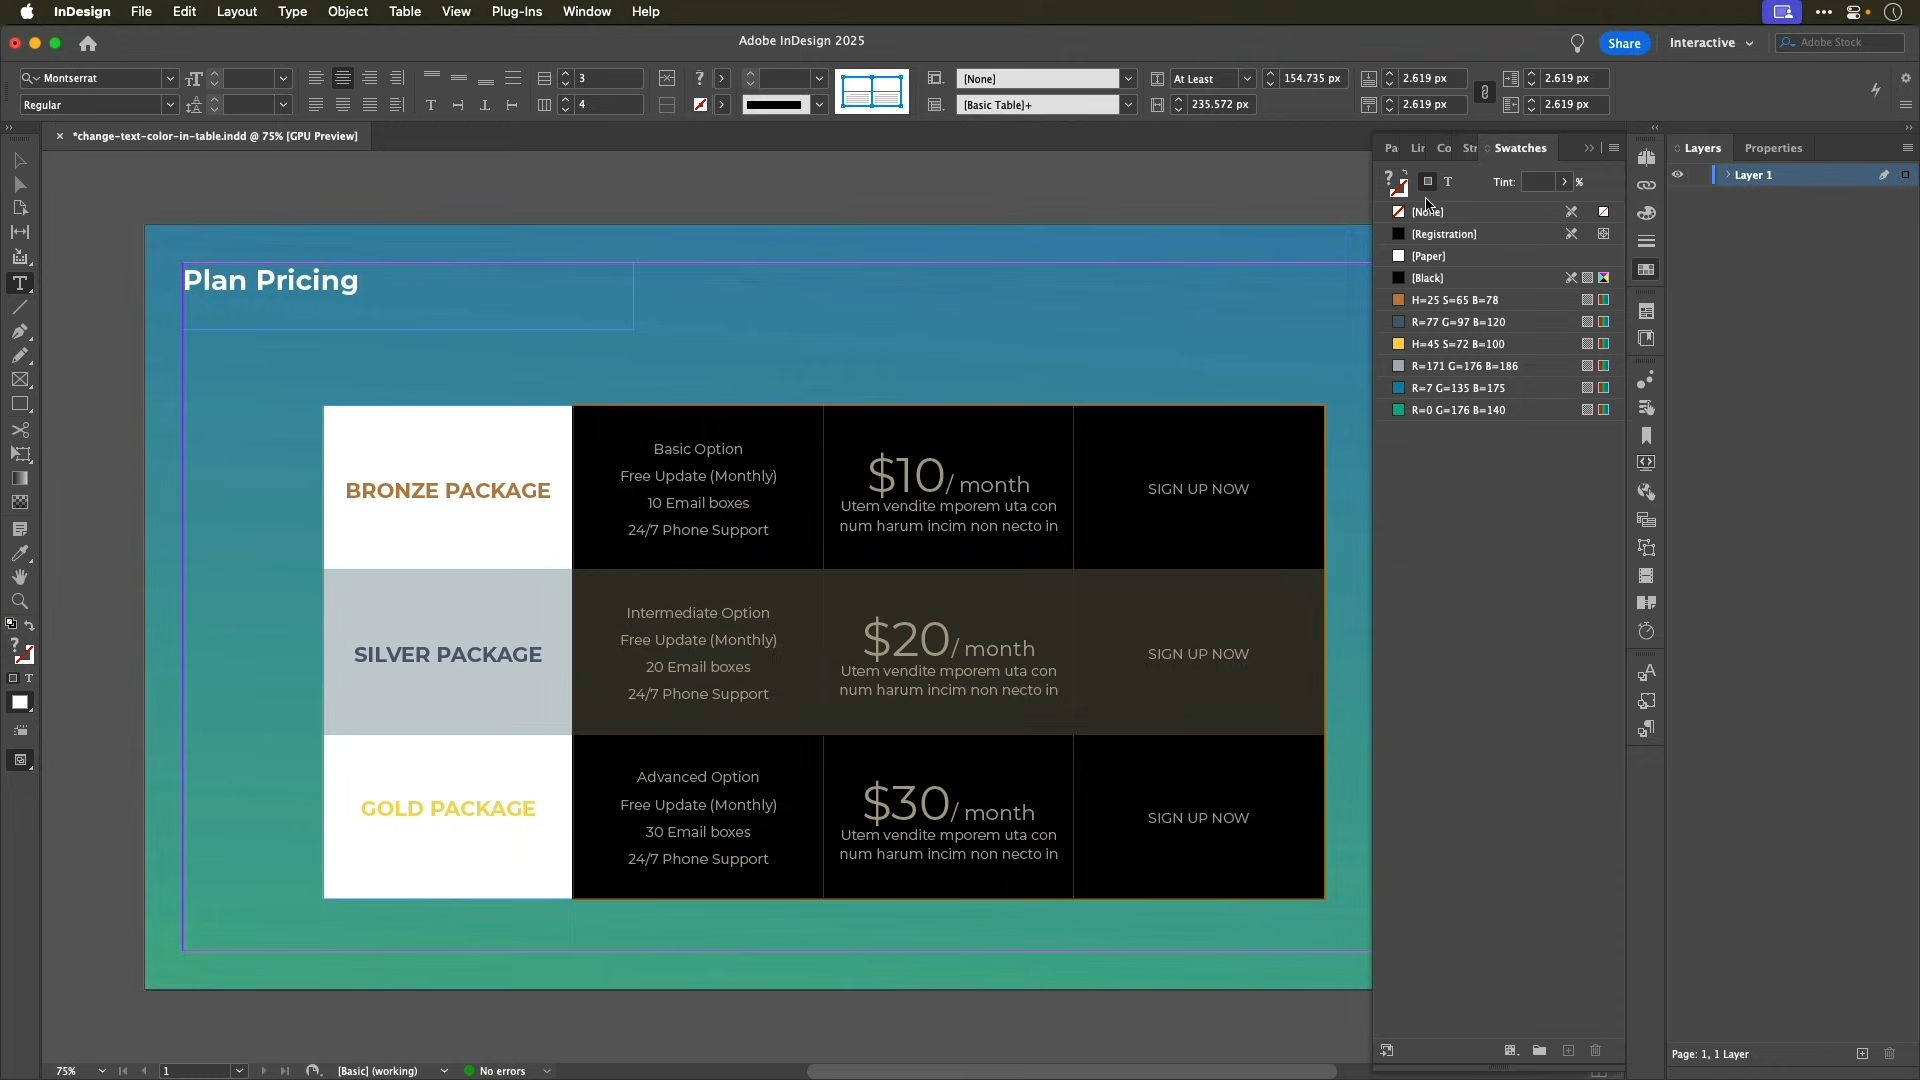 InDesign File Edit Layout Type Object Table View Plug-Ins Window Help
Adobe InDesign 2025
Share
Interactive
Adobe Stock
Montserrat
3
[None]
At Least
154.735 px
2.619 px
2.619 px
Regular
4
[Basic Table]+
235.572 px
2.619 px
2.619 px
*change-text-color-in-table.indd @ 75% [GPU Preview]
Pa Lir Co Str Swatches
Layers Properties
Tint: %
Layer 1
[None]
[Registration]
[Paper]
[Black]
H=25 S=65 B=78
R=77 G=97 B=120
H=45 S=72 B=100
R=171 G=176 B=186
R=7 G=135 B=175
R=0 G=176 B=140
Plan Pricing
BRONZE PACKAGE
Basic Option
Free Update (Monthly)
10 Email boxes
24/7 Phone Support
$10/ month
Utem vendite mporem uta con
num harum incim non necto in
SIGN UP NOW
SILVER PACKAGE
Intermediate Option
Free Update (Monthly)
20 Email boxes
24/7 Phone Support
$20/ month
Utem vendite mporem uta con
num harum incim non necto in
SIGN UP NOW
GOLD PACKAGE
Advanced Option
Free Update (Monthly)
30 Email boxes
24/7 Phone Support
$30/ month
Utem vendite mporem uta con
num harum incim non necto in
SIGN UP NOW
75%
1
[Basic] (working)
No errors
Page: 1, 1 Layer